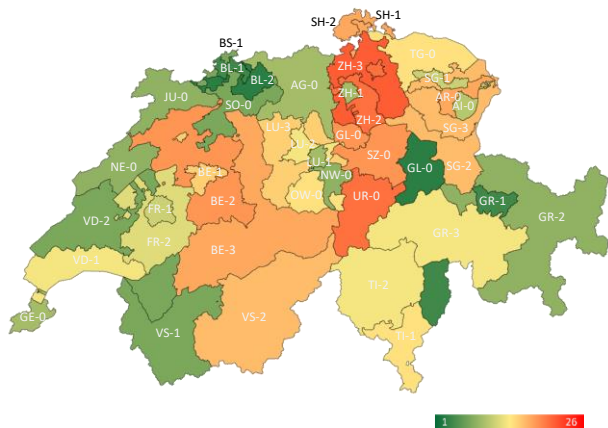 SH-2
SH-1
BS-1
BL-1
BL-2
ZH-3
TG-0
AG-0
SG-1
JU-0
ZH-1
AR-0
AI-0
SO-0
ZH-2
LU-3
SG-3
GL-0
LU-2
SZ-0
LU-1
NE-0
BE-1
NW-0
GL-0
SG-2
OW-0
UR-0
GR-1
BE-2
FR-1
GR-2
VD-2
GR-3
FR-2
BE-3
VD-1
TI-2
GE-0
VS-2
VS-1
TI-1
1 26